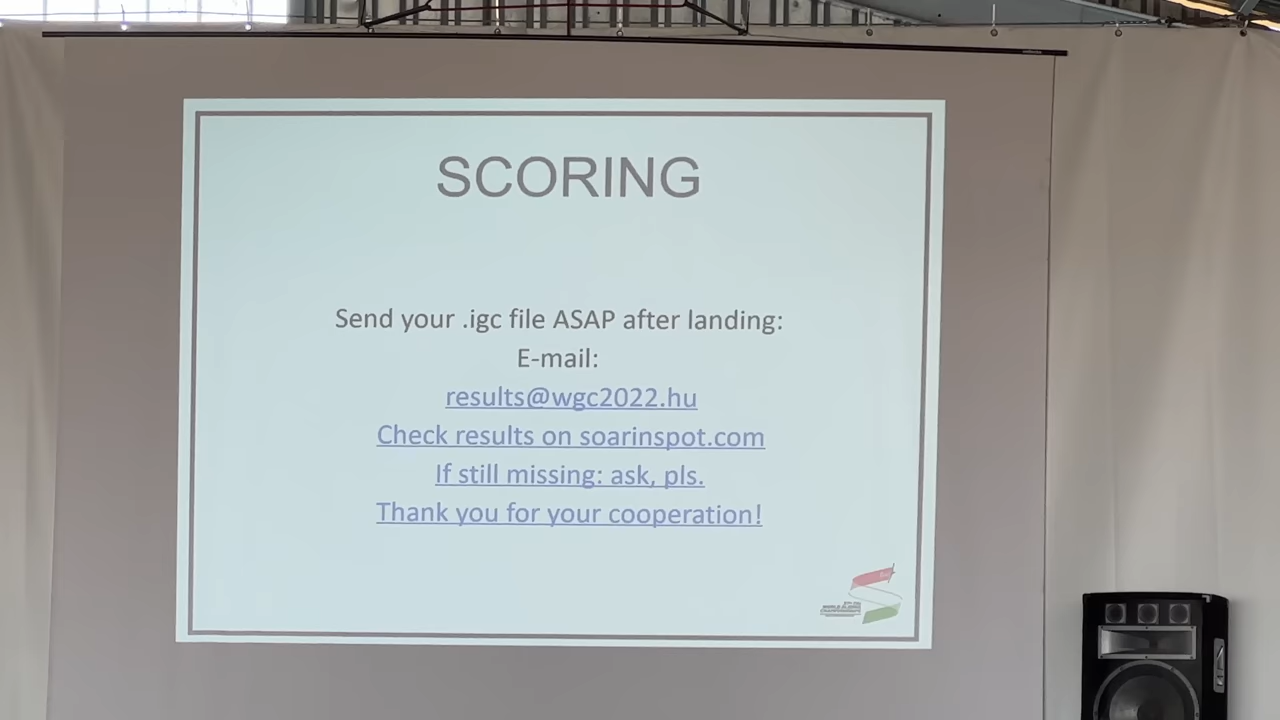 SCORING
Send your .igc file ASAP after landing:
E-mail:
results@wgc2022.hu
Check results on soarinspot.com
If still missing: ask, pls.
Thank you for your cooperation!